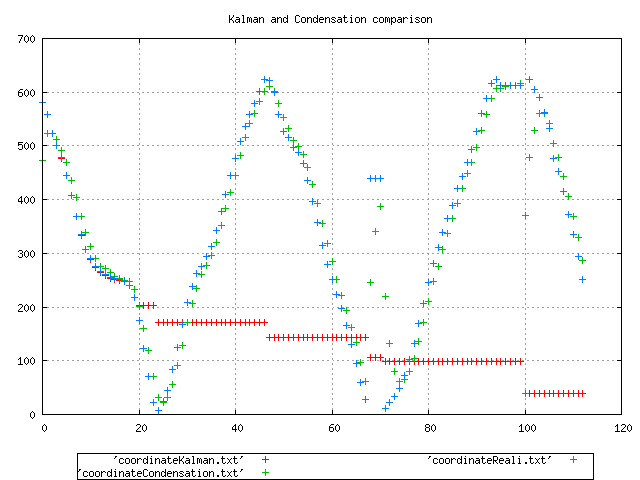 Kalman and Condensation comparison
700
600
500
400
300
200
100
0
0 20 40 60 80 100 120
'coordinateKalman.txt' 'coordinateReali.txt'
'coordinateCondensation.txt'